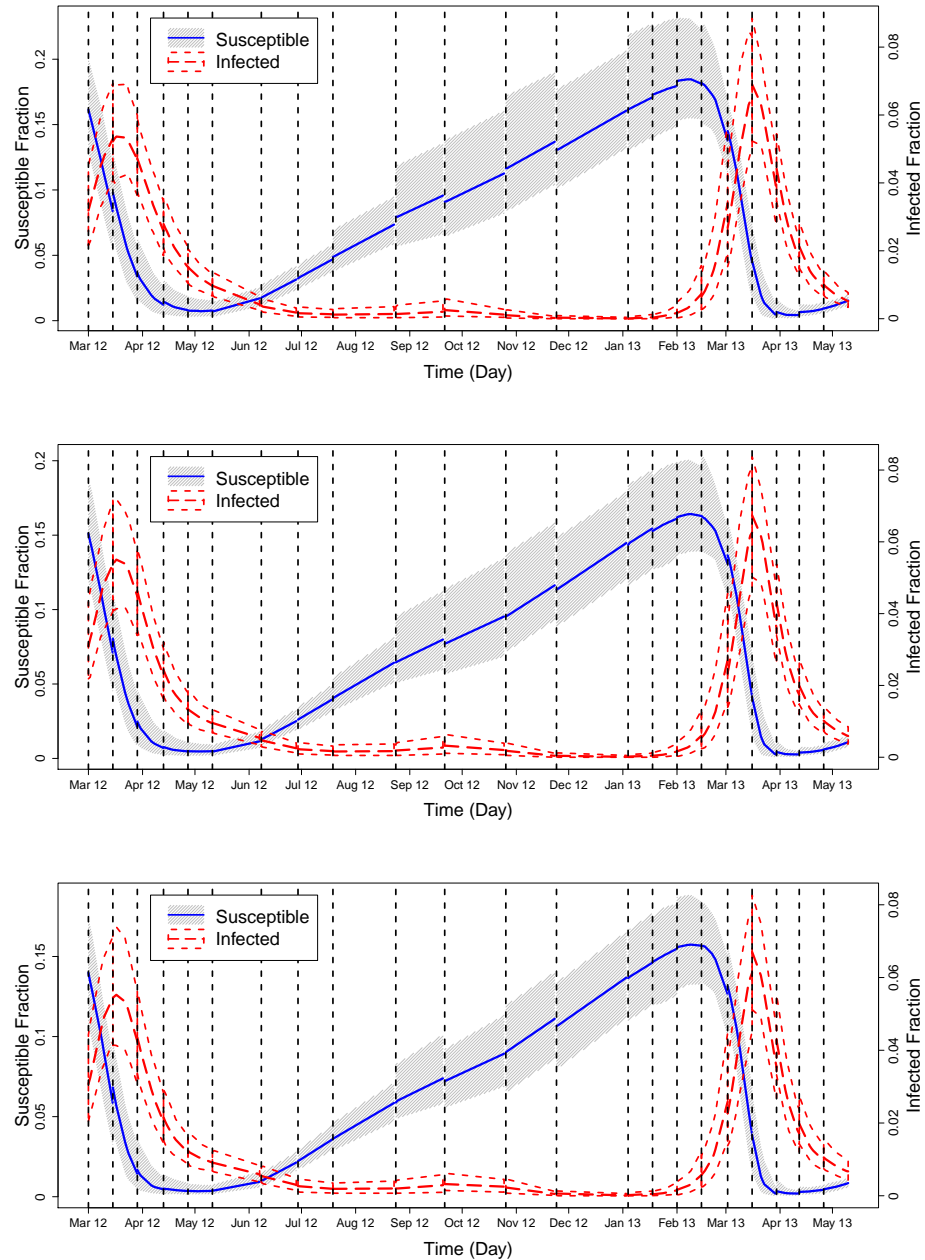 Susceptible
Infected
Susceptible Fraction
0 0.05 0.1 0.15 0.2
Infected Fraction
0.00 0.02 0.04 0.06 0.08
Mar 12 Apr 12 May 12 Jun 12 Jul 12 Aug 12 Sep 12 Oct 12 Nov 12 Dec 12 Jan 13 Feb 13 Mar 13 Apr 13 May 13
Time (Day)
Susceptible
Infected
Susceptible Fraction
0 0.05 0.1 0.15 0.2
Infected Fraction
0.00 0.02 0.04 0.06 0.08
Mar 12 Apr 12 May 12 Jun 12 Jul 12 Aug 12 Sep 12 Oct 12 Nov 12 Dec 12 Jan 13 Feb 13 Mar 13 Apr 13 May 13
Time (Day)
Susceptible
Infected
Susceptible Fraction
0 0.05 0.1 0.15
Infected Fraction
0.00 0.02 0.04 0.06 0.08
Mar 12 Apr 12 May 12 Jun 12 Jul 12 Aug 12 Sep 12 Oct 12 Nov 12 Dec 12 Jan 13 Feb 13 Mar 13 Apr 13 May 13
Time (Day)